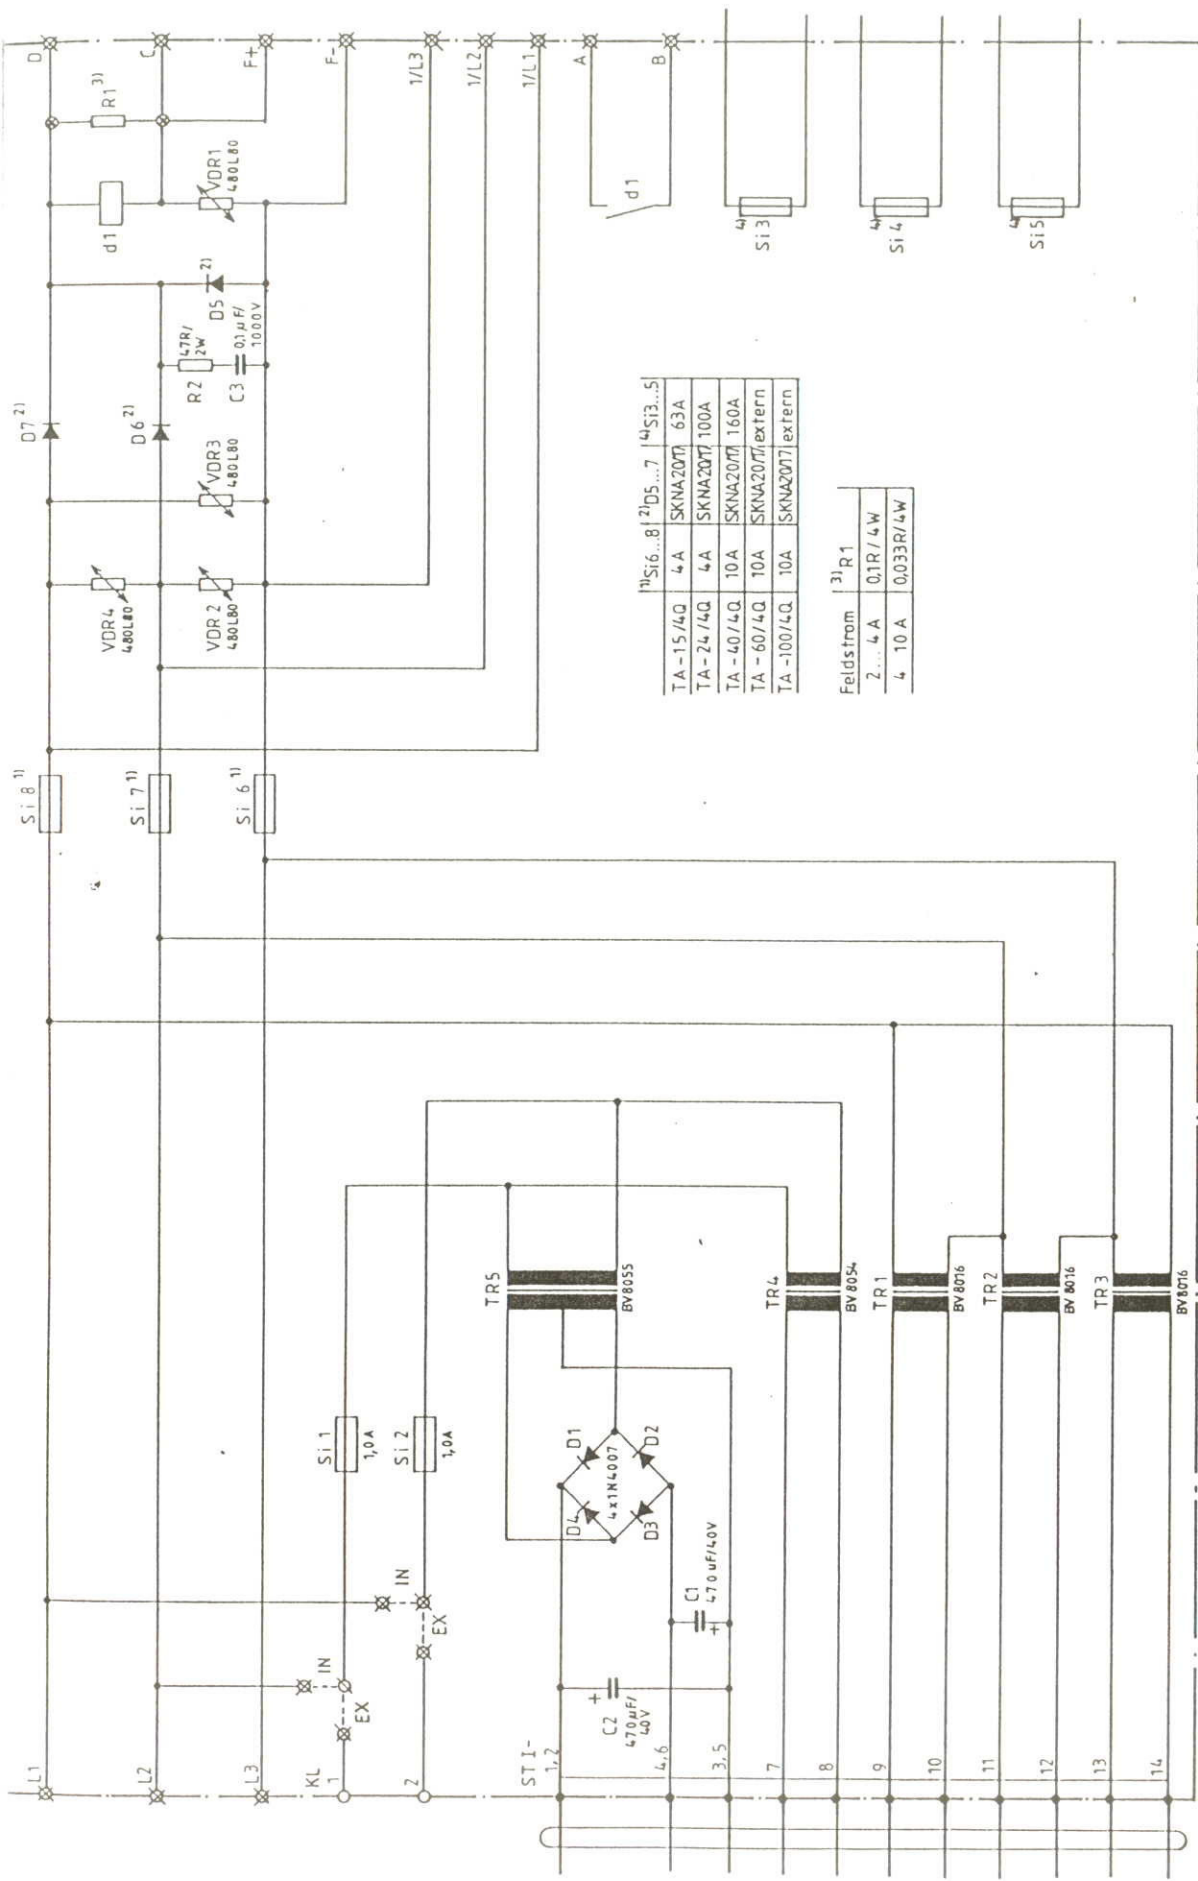 D
C
F+
F-
1/L3
1/L2
1/L1
A
B
R1 3)
d1
VDR1
480L80
d1
4)
Si 3
4)
Si 4
4)
Si 5
D7 2)
D6 2)
D5 2)
47R/
2W
R2
0,1µF/
1000V
C3
VDR3
480L80
VDR4
480L80
VDR2
480L80
1) Si6...8 2) D5...7 4) Si3...5
TA-15/4Q 4A SKNA20/17 63A
TA-24/4Q 4A SKNA20/17 100A
TA-40/4Q 10A SKNA20/17 160A
TA-60/4Q 10A SKNA20/17 extern
TA-100/4Q 10A SKNA20/17 extern
Feldstrom 3) R1
2...4A 0,1R/4W
4 10A 0,033R/4W
Si 8 1)
Si 7 1)
Si 6 1)
TR5
BV8055
TR4
BV8054
TR1
BV8016
TR2
BV8016
TR3
BV8016
Si 1
1,0A
Si 2
1,0A
D1
D2
D3
D4
4x1N4007
C1
470uF/40V
+
C2
470µF/
40V
+
IN
EX
IN
EX
L1
L2
L3
KL
1
2
STI-
1,2
4,6
3,5
7
8
9
10
11
12
13
14